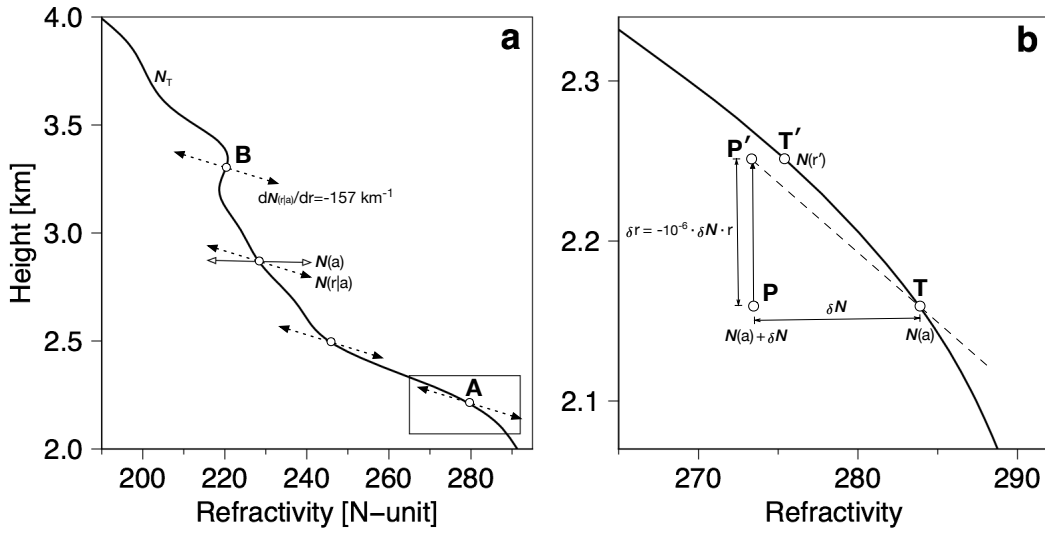 a
4.0
3.5
3.0
2.5
2.0
Height [km]
N_T
B
dN(r|a)/dr=-157 km⁻¹
N(a)
N(r|a)
A
200 220 240 260 280
Refractivity [N−unit]
b
2.3
2.2
2.1
P′ T′
N(r′)
δr = -10⁻⁶ · δN · r
P T
δN
N(a) + δN N(a)
270 280 290
Refractivity